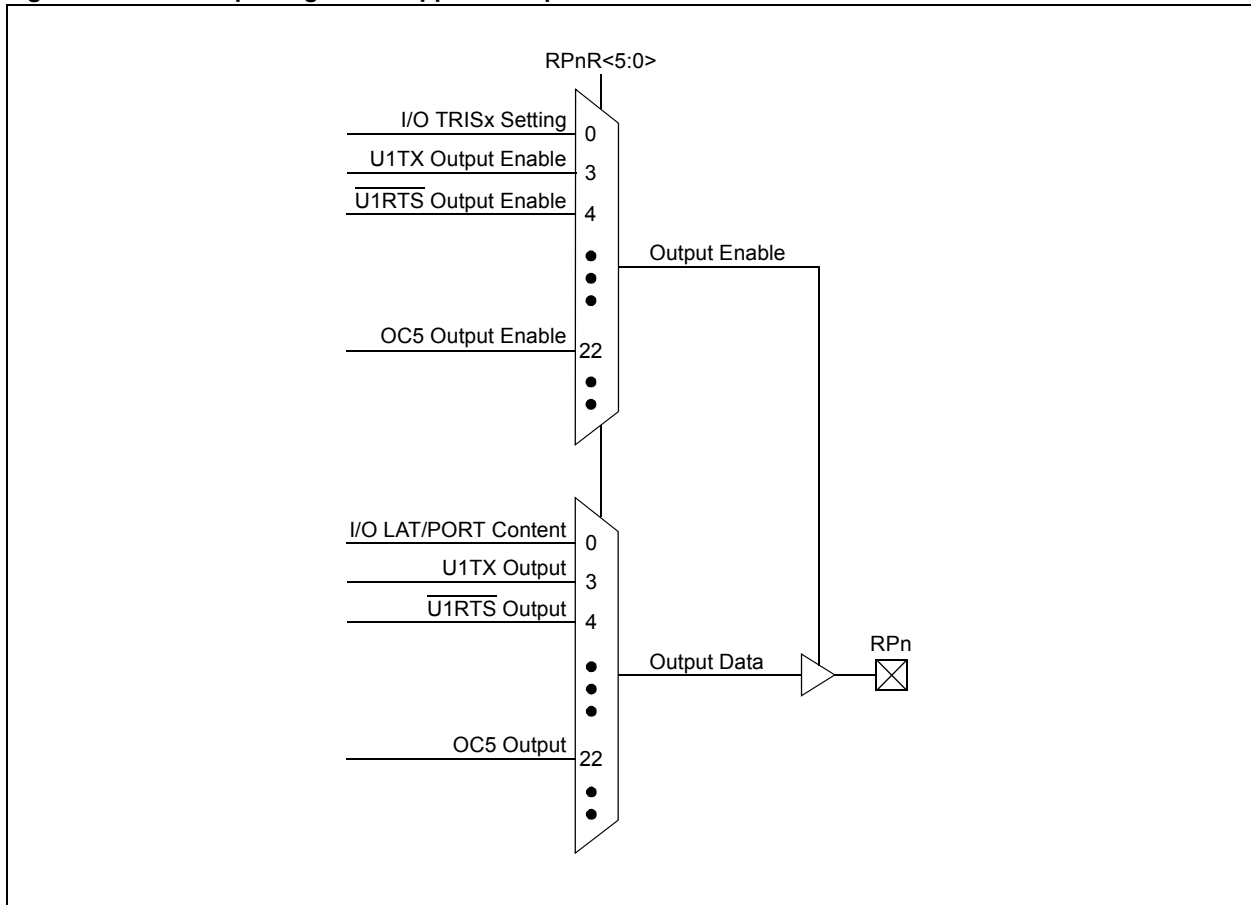 RPnR<5:0>
I/O TRISx Setting
0
U1TX Output Enable
3
U1RTS Output Enable
4
Output Enable
OC5 Output Enable
22
I/O LAT/PORT Content
0
U1TX Output
3
U1RTS Output
4
RPn
Output Data
OC5 Output
22